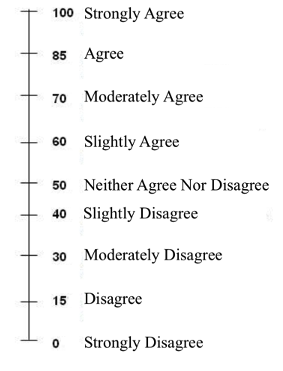 100 Strongly Agree
85 Agree
70 Moderately Agree
60 Slightly Agree
50 Neither Agree Nor Disagree
40 Slightly Disagree
30 Moderately Disagree
15 Disagree
0 Strongly Disagree